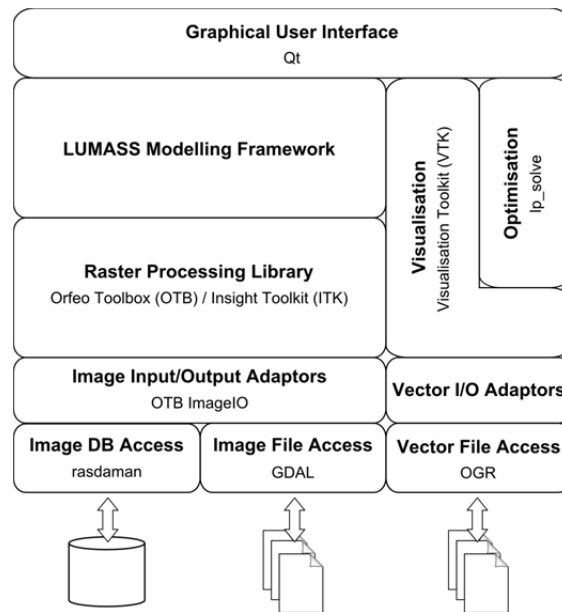 Graphical User Interface
Qt
LUMASS Modelling Framework
Raster Processing Library
Orfeo Toolbox (OTB) / Insight Toolkit (ITK)
Visualisation
Visualisation Toolkit (VTK)
Optimisation
lp_solve
Image Input/Output Adaptors
OTB ImageIO
Vector I/O Adaptors
Image DB Access
rasdaman
Image File Access
GDAL
Vector File Access
OGR